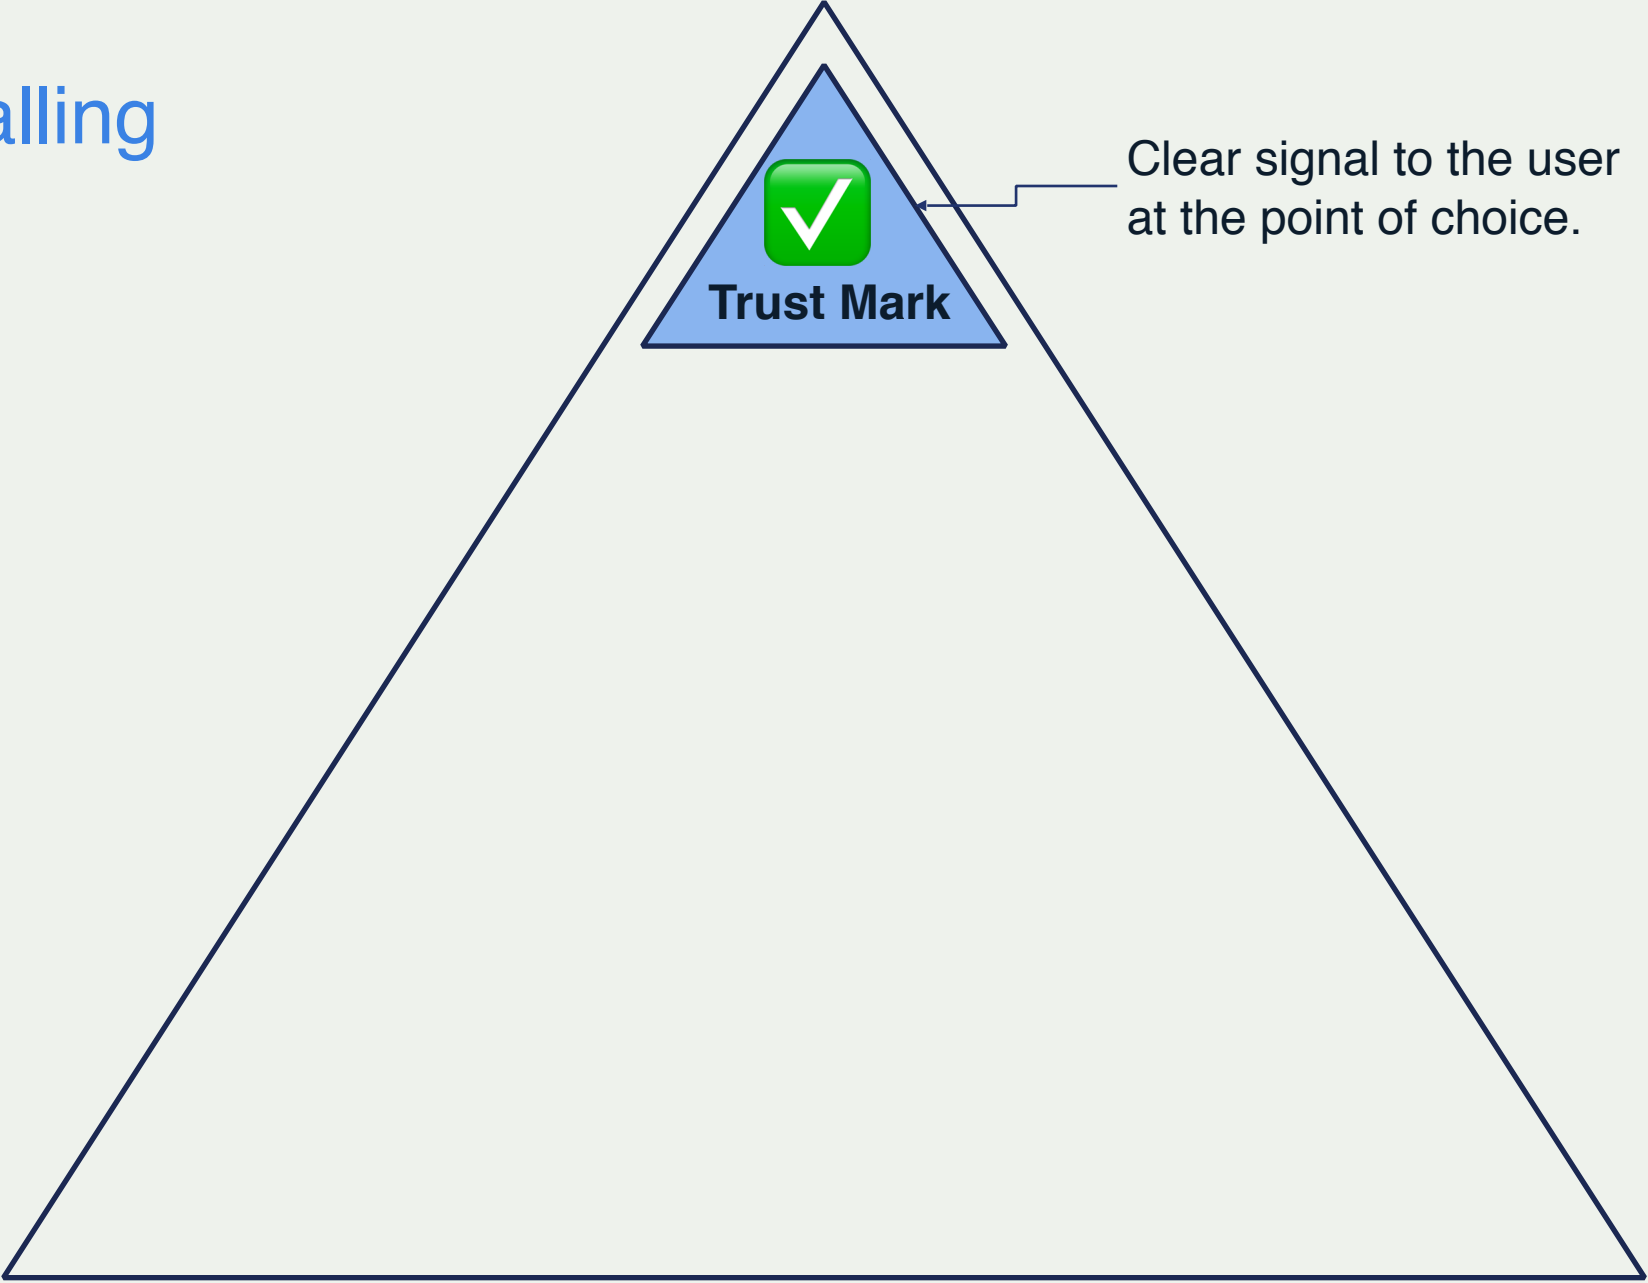 alling
Clear signal to the user
at the point of choice.
Trust Mark